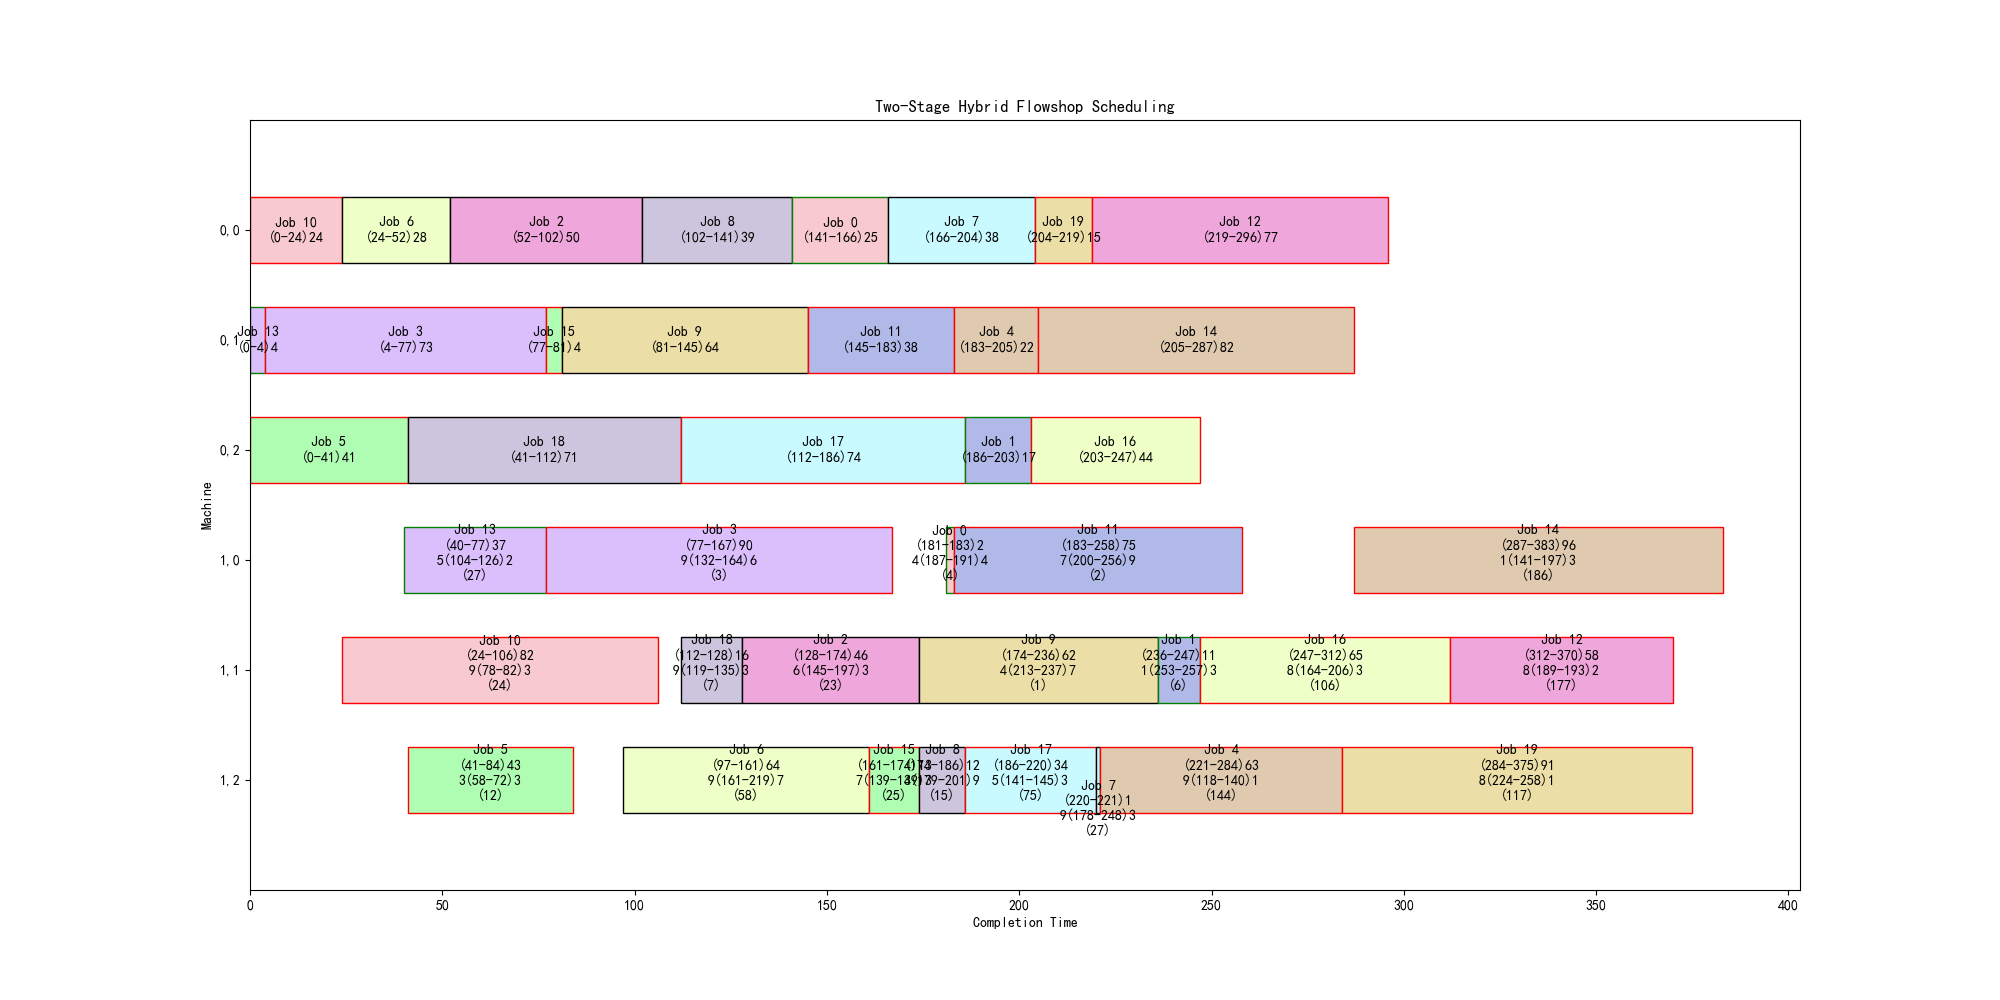 Two-Stage Hybrid Flowshop Scheduling
0,0
Job 10
(0-24)24
Job 6
(24-52)28
Job 2
(52-102)50
Job 8
(102-141)39
Job 0
(141-166)25
Job 7
(166-204)38
Job 19
(204-219)15
Job 12
(219-296)77
0,1
Job 13
(0-4)4
Job 3
(4-77)73
Job 15
(77-81)4
Job 9
(81-145)64
Job 11
(145-183)38
Job 4
(183-205)22
Job 14
(205-287)82
0,2
Job 5
(0-41)41
Job 18
(41-112)71
Job 17
(112-186)74
Job 1
(186-203)17
Job 16
(203-247)44
Machine
1,0
Job 13
(40-77)37
5(104-126)2
(27)
Job 3
(77-167)90
9(132-164)6
(3)
Job 0
(181-183)2
4(187-191)4
(4)
Job 11
(183-258)75
7(200-256)9
(2)
Job 14
(287-383)96
1(141-197)3
(186)
1,1
Job 10
(24-106)82
9(78-82)3
(24)
Job 18
(112-128)16
9(119-135)3
(7)
Job 2
(128-174)46
6(145-197)3
(23)
Job 9
(174-236)62
4(213-237)7
(1)
Job 1
(236-247)11
1(253-257)3
(6)
Job 16
(247-312)65
8(164-206)3
(106)
Job 12
(312-370)58
8(189-193)2
(177)
1,2
Job 5
(41-84)43
3(58-72)3
(12)
Job 6
(97-161)64
9(161-219)7
(58)
Job 15
(161-174)13
(25)
Job 8
(174-186)12
(15)
Job 17
(186-220)34
5(141-145)3
(75)
Job 7
(220-221)1
9(178-248)3
(27)
Job 4
(221-284)63
9(118-140)1
(144)
Job 19
(284-375)91
8(224-258)1
(117)
0 50 100 150 200 250 300 350 400
Completion Time